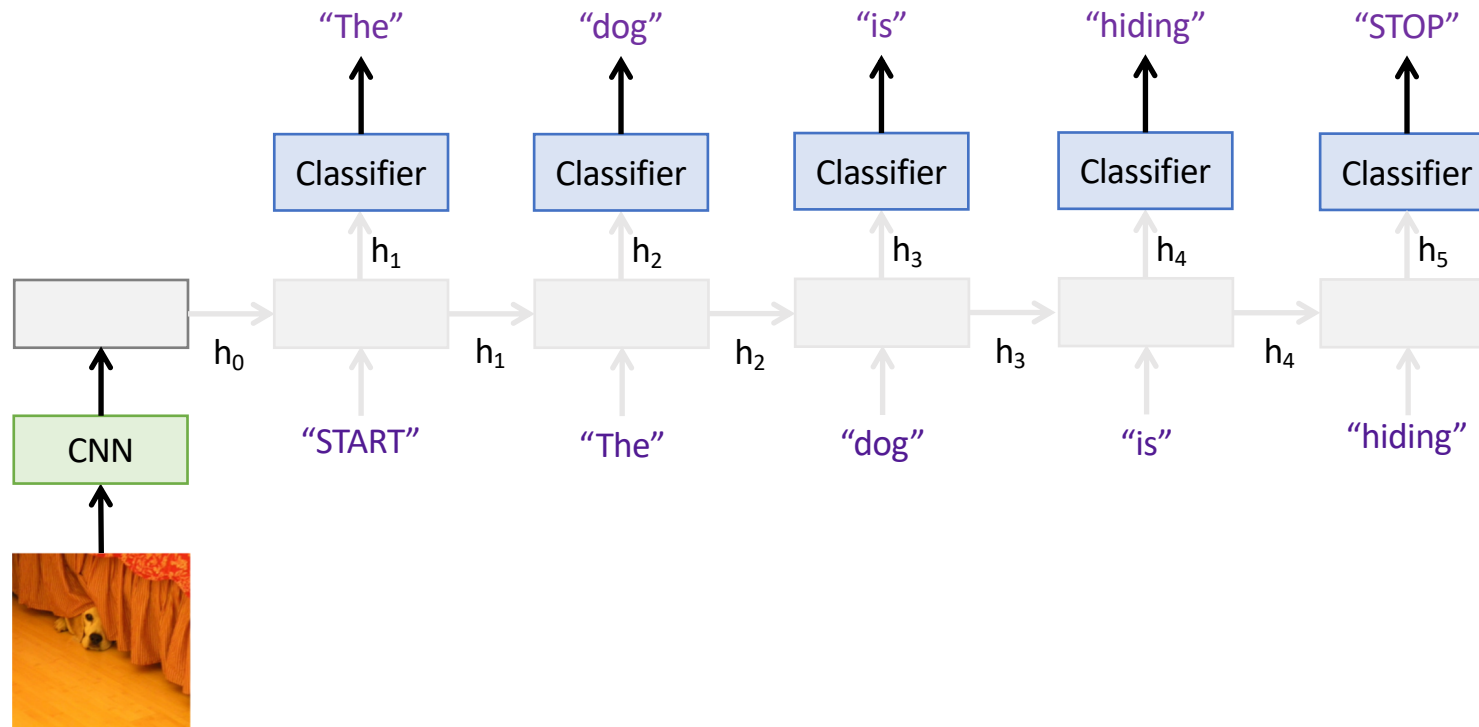 “The” “dog” “is” “hiding” “STOP”
Classifier Classifier Classifier Classifier Classifier
h₁ h₂ h₃ h₄ h₅
h₀ h₁ h₂ h₃ h₄
CNN “START” “The” “dog” “is” “hiding”